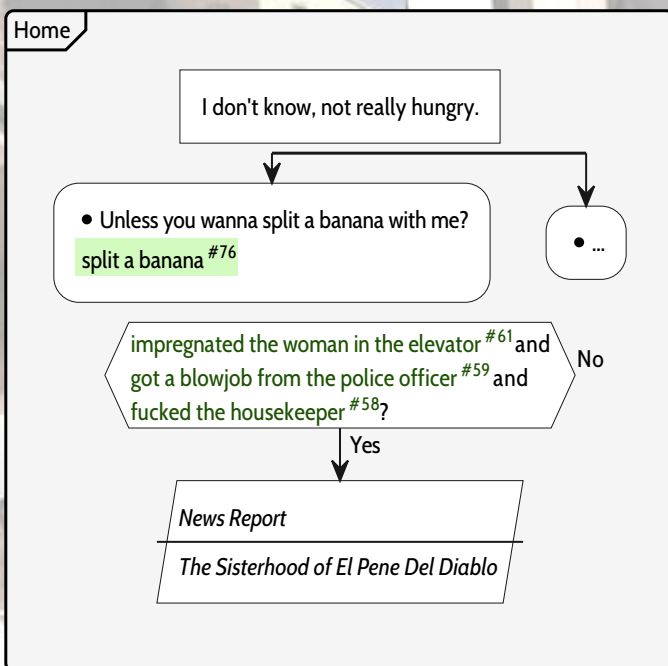 Home
I don't know, not really hungry.
• Unless you wanna split a banana with me?
split a banana #76
• ...
impregnated the woman in the elevator #61 and
got a blowjob from the police officer #59 and
fucked the housekeeper #58?
No
Yes
News Report
The Sisterhood of El Pene Del Diablo